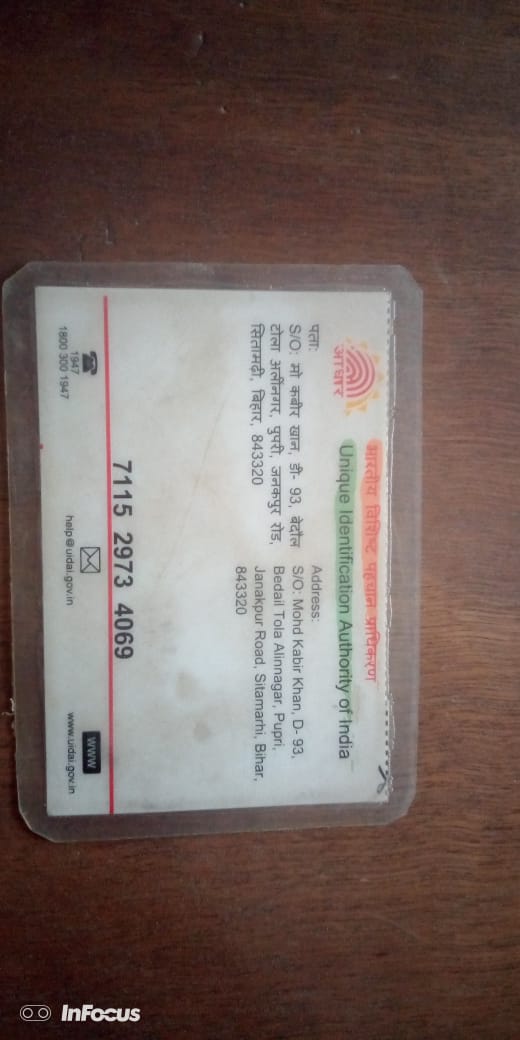 भारतीय विशिष्ट पहचान प्राधिकरण
Unique Identification Authority of India
आधार
पता:
S/O: मो कबीर खान, डी- 93, बेदौल
टोला अलीनगर, पुपरी, जनकपुर रोड,
सितामढ़ी, बिहार, 843320
Address:
S/O: Mohd Kabir Khan, D- 93,
Bedail Tola Alinnagar, Pupri,
Janakpur Road, Sitamarhi, Bihar,
843320
7115 2973 4069
1947
1800 300 1947
help@uidai.gov.in
www
www.uidai.gov.in
InFocus